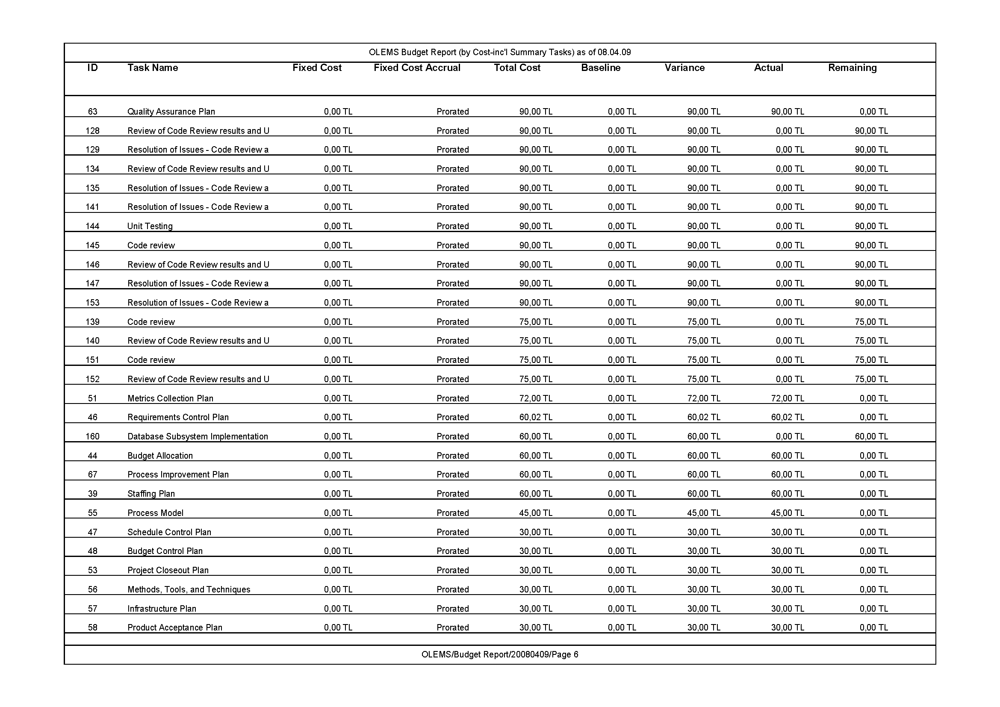 OLEMS Budget Report (by Cost-inc'l Summary Tasks) as of 08.04.09
ID Task Name Fixed Cost Fixed Cost Accrual Total Cost Baseline Variance Actual Remaining
63 Quality Assurance Plan 0,00 TL Prorated 90,00 TL 0,00 TL 90,00 TL 90,00 TL 0,00 TL
128 Review of Code Review results and U 0,00 TL Prorated 90,00 TL 0,00 TL 90,00 TL 0,00 TL 90,00 TL
129 Resolution of Issues - Code Review a 0,00 TL Prorated 90,00 TL 0,00 TL 90,00 TL 0,00 TL 90,00 TL
134 Review of Code Review results and U 0,00 TL Prorated 90,00 TL 0,00 TL 90,00 TL 0,00 TL 90,00 TL
135 Resolution of Issues - Code Review a 0,00 TL Prorated 90,00 TL 0,00 TL 90,00 TL 0,00 TL 90,00 TL
141 Resolution of Issues - Code Review a 0,00 TL Prorated 90,00 TL 0,00 TL 90,00 TL 0,00 TL 90,00 TL
144 Unit Testing 0,00 TL Prorated 90,00 TL 0,00 TL 90,00 TL 0,00 TL 90,00 TL
145 Code review 0,00 TL Prorated 90,00 TL 0,00 TL 90,00 TL 0,00 TL 90,00 TL
146 Review of Code Review results and U 0,00 TL Prorated 90,00 TL 0,00 TL 90,00 TL 0,00 TL 90,00 TL
147 Resolution of Issues - Code Review a 0,00 TL Prorated 90,00 TL 0,00 TL 90,00 TL 0,00 TL 90,00 TL
153 Resolution of Issues - Code Review a 0,00 TL Prorated 90,00 TL 0,00 TL 90,00 TL 0,00 TL 90,00 TL
139 Code review 0,00 TL Prorated 75,00 TL 0,00 TL 75,00 TL 0,00 TL 75,00 TL
140 Review of Code Review results and U 0,00 TL Prorated 75,00 TL 0,00 TL 75,00 TL 0,00 TL 75,00 TL
151 Code review 0,00 TL Prorated 75,00 TL 0,00 TL 75,00 TL 0,00 TL 75,00 TL
152 Review of Code Review results and U 0,00 TL Prorated 75,00 TL 0,00 TL 75,00 TL 0,00 TL 75,00 TL
51 Metrics Collection Plan 0,00 TL Prorated 72,00 TL 0,00 TL 72,00 TL 72,00 TL 0,00 TL
46 Requirements Control Plan 0,00 TL Prorated 60,02 TL 0,00 TL 60,02 TL 60,02 TL 0,00 TL
160 Database Subsystem Implementation 0,00 TL Prorated 60,00 TL 0,00 TL 60,00 TL 0,00 TL 60,00 TL
44 Budget Allocation 0,00 TL Prorated 60,00 TL 0,00 TL 60,00 TL 60,00 TL 0,00 TL
67 Process Improvement Plan 0,00 TL Prorated 60,00 TL 0,00 TL 60,00 TL 60,00 TL 0,00 TL
39 Staffing Plan 0,00 TL Prorated 60,00 TL 0,00 TL 60,00 TL 60,00 TL 0,00 TL
55 Process Model 0,00 TL Prorated 45,00 TL 0,00 TL 45,00 TL 45,00 TL 0,00 TL
47 Schedule Control Plan 0,00 TL Prorated 30,00 TL 0,00 TL 30,00 TL 30,00 TL 0,00 TL
48 Budget Control Plan 0,00 TL Prorated 30,00 TL 0,00 TL 30,00 TL 30,00 TL 0,00 TL
53 Project Closeout Plan 0,00 TL Prorated 30,00 TL 0,00 TL 30,00 TL 30,00 TL 0,00 TL
56 Methods, Tools, and Techniques 0,00 TL Prorated 30,00 TL 0,00 TL 30,00 TL 30,00 TL 0,00 TL
57 Infrastructure Plan 0,00 TL Prorated 30,00 TL 0,00 TL 30,00 TL 30,00 TL 0,00 TL
58 Product Acceptance Plan 0,00 TL Prorated 30,00 TL 0,00 TL 30,00 TL 30,00 TL 0,00 TL
OLEMS/Budget Report/20080409/Page 6